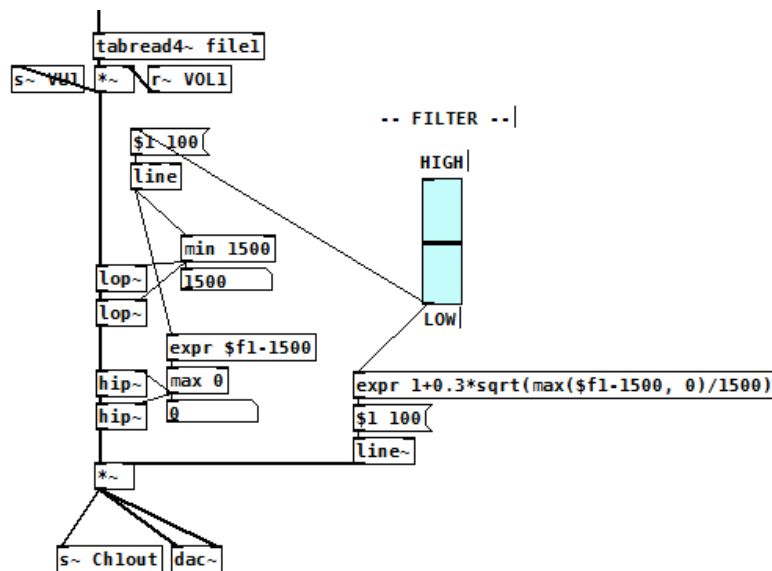 tabread4~ file1
s~ VU1 *~ r~ VOL1
-- FILTER --
$1 100
HIGH
line
min 1500
lop~
1500
lop~
LOW
expr $f1-1500
hip~
max 0
expr 1+0.3*sqrt(max($f1-1500, 0)/1500)
hip~
0
$1 100
line~
*~
s~ Ch1out
dac~